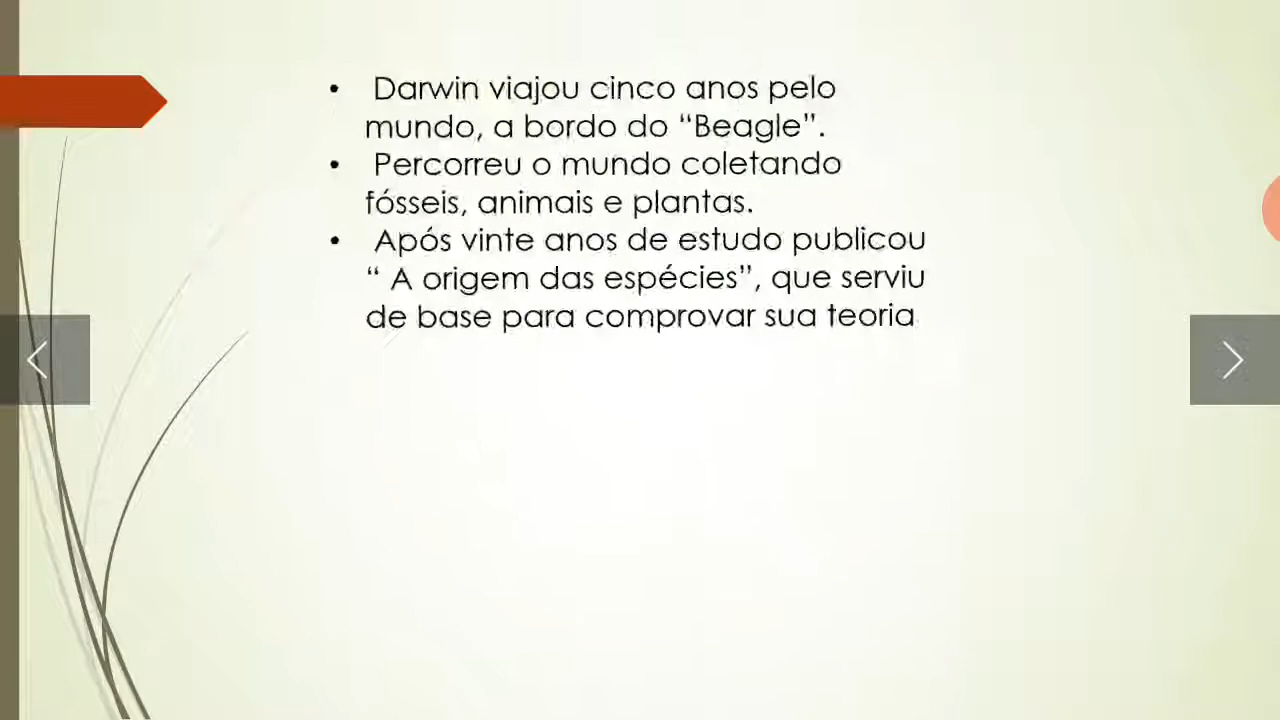 • Darwin viajou cinco anos pelo
mundo, a bordo do “Beagle”.
• Percorreu o mundo coletando
fósseis, animais e plantas.
• Após vinte anos de estudo publicou
“ A origem das espécies”, que serviu
de base para comprovar sua teoria